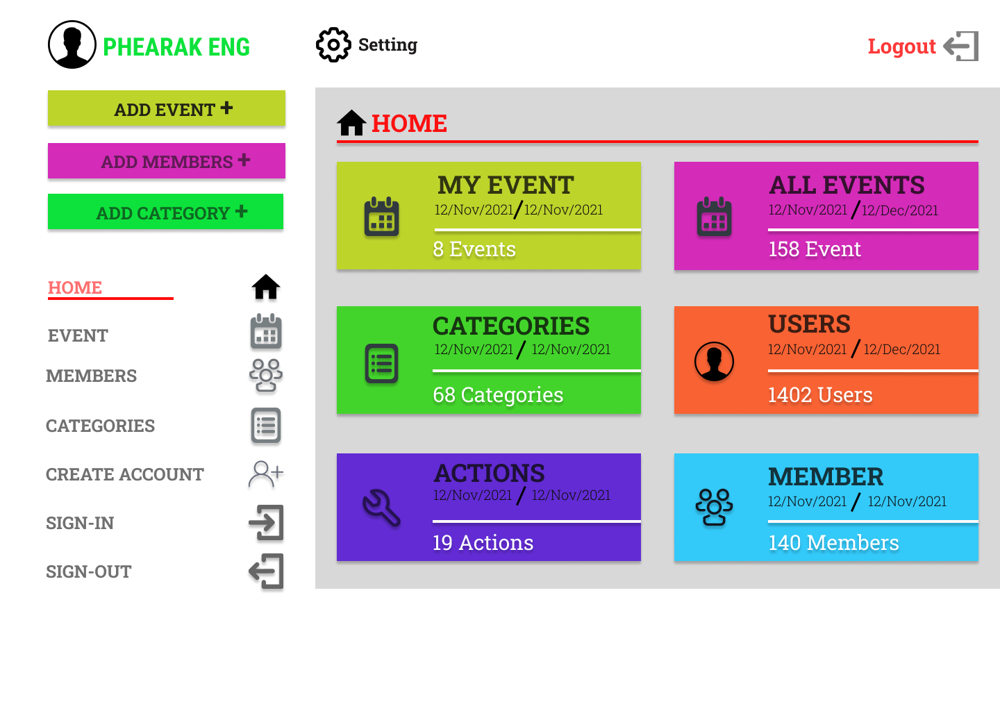 PHEARAK ENG
Setting
Logout
ADD EVENT +
ADD MEMBERS +
ADD CATEGORY +
HOME
EVENT
MEMBERS
CATEGORIES
CREATE ACCOUNT
SIGN-IN
SIGN-OUT
HOME
MY EVENT
12/Nov/2021/12/Nov/2021
8 Events
ALL EVENTS
12/Nov/2021 / 12/Dec/2021
158 Event
CATEGORIES
12/Nov/2021 / 12/Nov/2021
68 Categories
USERS
12/Nov/2021 / 12/Dec/2021
1402 Users
ACTIONS
12/Nov/2021 / 12/Nov/2021
19 Actions
MEMBER
12/Nov/2021 / 12/Nov/2021
140 Members